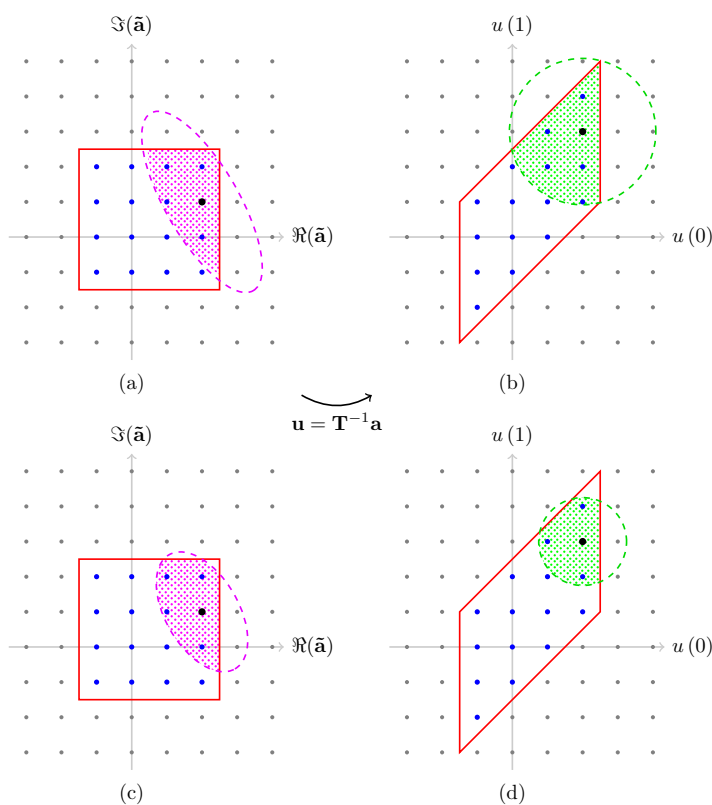 ℑ(ã)
u (1)
ℜ(ã)
u (0)
(a)
(b)
u = T⁻¹a
ℑ(ã)
u (1)
ℜ(ã)
u (0)
(c)
(d)